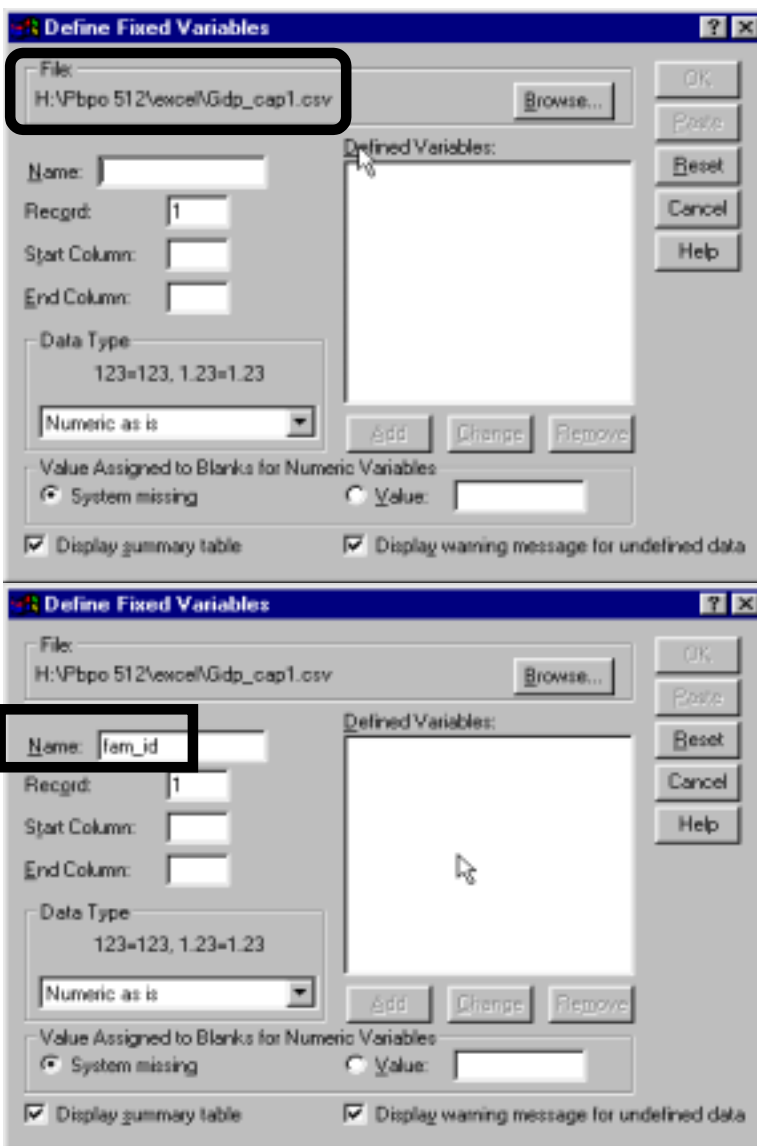 Define Fixed Variables
File:
H:\Pbpo 512\excel\Gdp_cap1.csv
Browse...
OK
Paste
Reset
Cancel
Help
Name:
Record: 1
Start Column:
End Column:
Defined Variables:
Data Type
123=123, 1.23=1.23
Numeric as is
Add Change Remove
Value Assigned to Blanks for Numeric Variables
System missing Value:
Display summary table Display warning message for undefined data
Define Fixed Variables
File:
H:\Pbpo 512\excel\Gdp_cap1.csv
Browse...
OK
Paste
Reset
Cancel
Help
Name: fam_id
Record: 1
Start Column:
End Column:
Defined Variables:
Data Type
123=123, 1.23=1.23
Numeric as is
Add Change Remove
Value Assigned to Blanks for Numeric Variables
System missing Value:
Display summary table Display warning message for undefined data